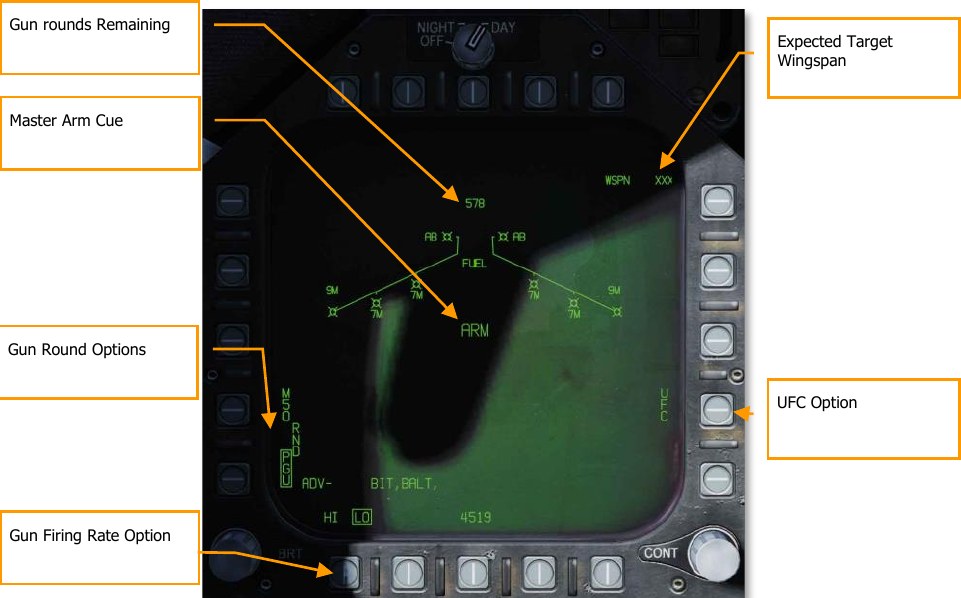 Gun rounds Remaining
Expected Target
Wingspan
Master Arm Cue
Gun Round Options
UFC Option
Gun Firing Rate Option
NIGHT DAY
OFF
WSPN XXX
578
AB AB
FUEL
9M 9M
7M 7M
7M 7M
ARM
M50
UFC
RND
PGU
ADV- BIT,BALT,
HI LO 4519
BRT
CONT